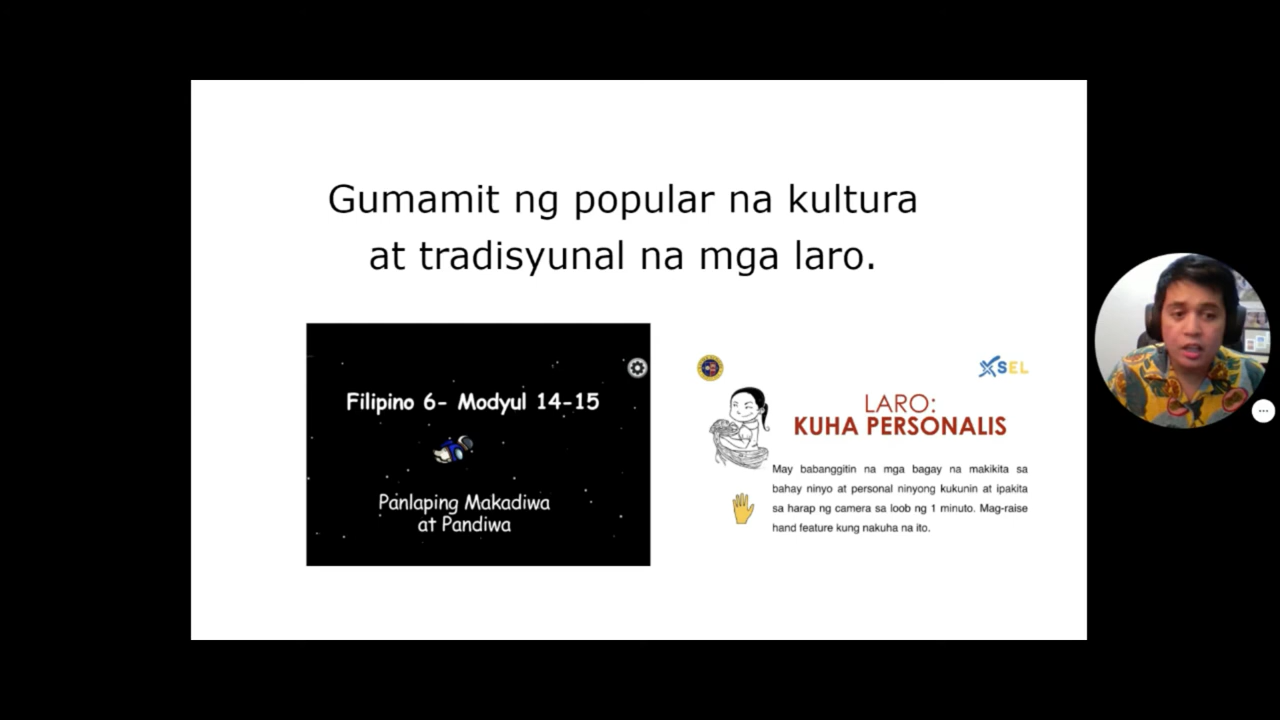 Gumamit ng popular na kultura
at tradisyunal na mga laro.
Filipino 6- Modyul 14-15
Panlaping Makadiwa
at Pandiwa
XSEL
LARO:
KUHA PERSONALIS
May babanggitin na mga bagay na makikita sa
bahay ninyo at personal ninyong kukunin at ipakita
sa harap ng camera sa loob ng 1 minuto. Mag-raise
hand feature kung nakuha na ito.